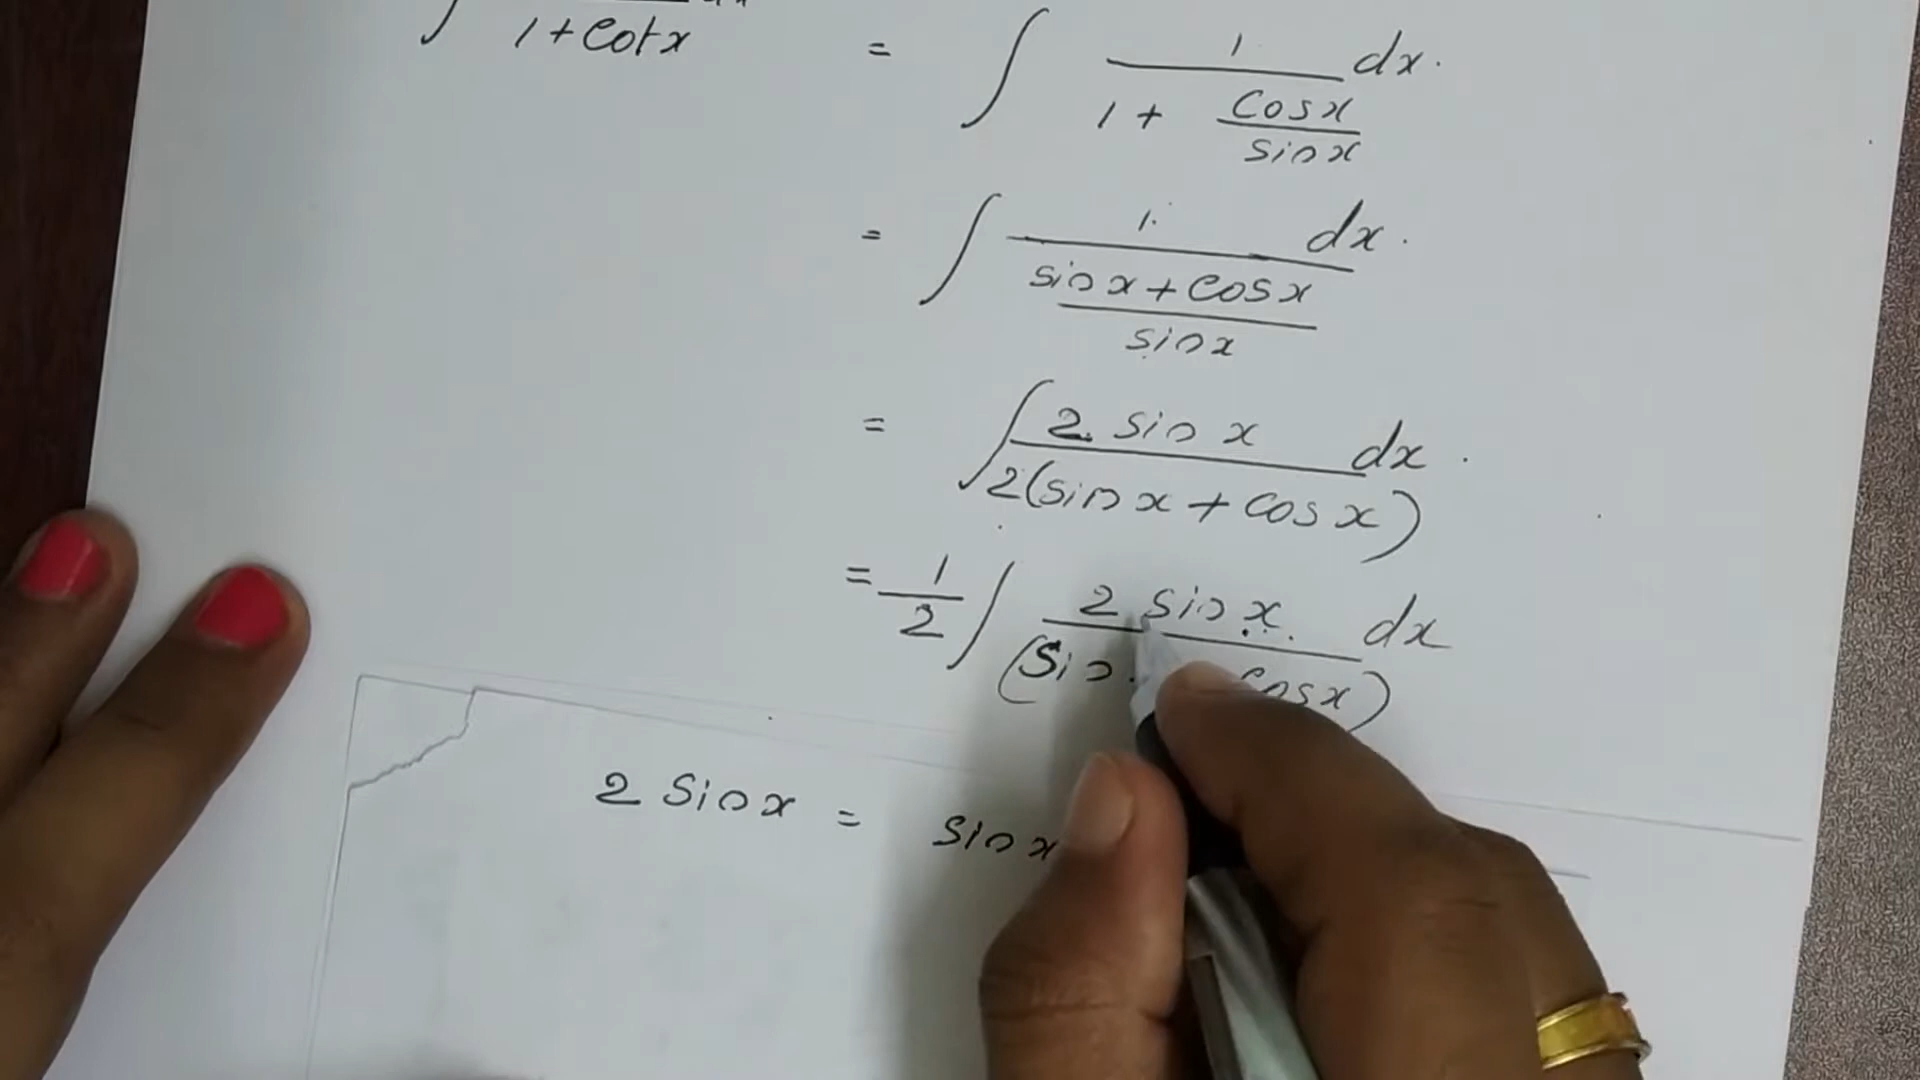 ∫ 1 + cot x = ∫ 1 / (1 + cos x / sin x) dx.
= ∫ 1 / ((sin x + cos x) / sin x) dx.
= ∫ 2 sin x / 2(sin x + cos x) dx.
= 1/2 ∫ 2 sin x / (sin cos x) dx
2 sin x = sin x